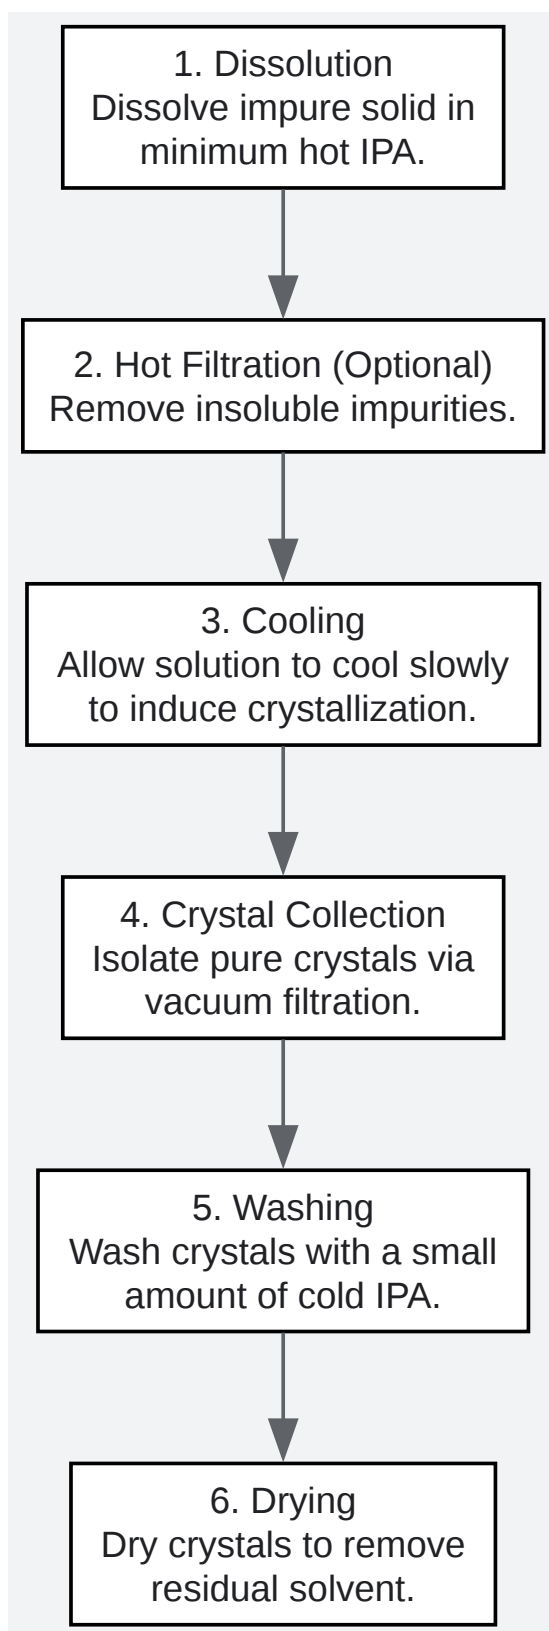 1. Dissolution
Dissolve impure solid in
minimum hot IPA.
2. Hot Filtration (Optional)
Remove insoluble impurities.
3. Cooling
Allow solution to cool slowly
to induce crystallization.
4. Crystal Collection
Isolate pure crystals via
vacuum filtration.
5. Washing
Wash crystals with a small
amount of cold IPA.
6. Drying
Dry crystals to remove
residual solvent.